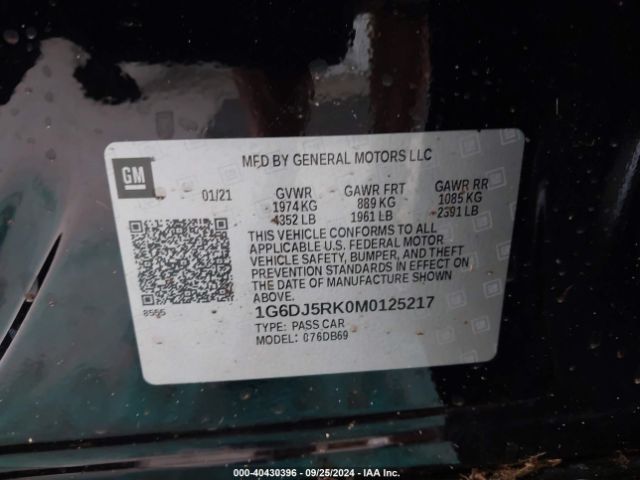 MFD BY GENERAL MOTORS LLC
GM
01/21 GVWR GAWR FRT GAWR RR
1974 KG 889 KG 1085 KG
4352 LB 1961 LB 2391 LB
THIS VEHICLE CONFORMS TO ALL
APPLICABLE U.S. FEDERAL MOTOR
VEHICLE SAFETY, BUMPER, AND THEFT
PREVENTION STANDARDS IN EFFECT ON
THE DATE OF MANUFACTURE SHOWN
ABOVE.
8555
1G6DJ5RK0M0125217
TYPE: PASS CAR
MODEL: 076DB69
000-40430396 - 09/25/2024 - IAA Inc.